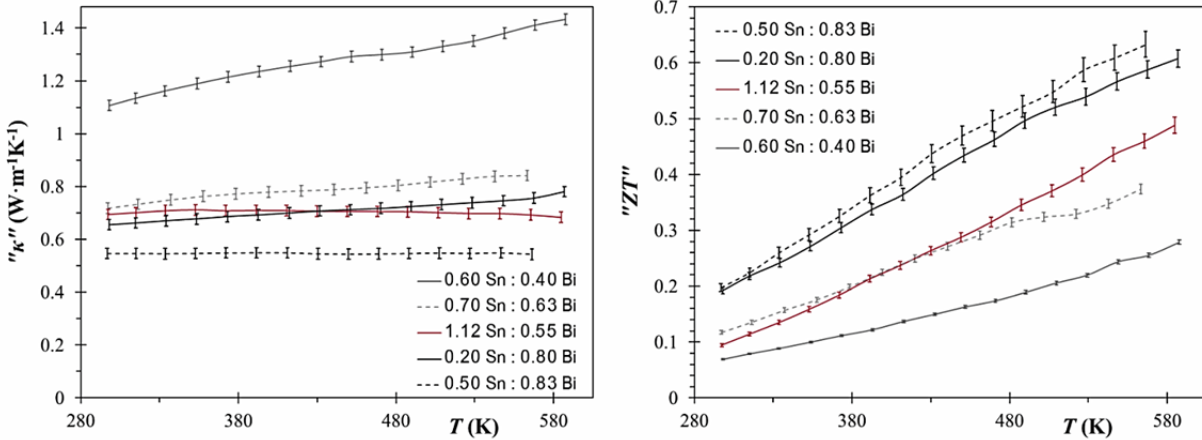 1.4
1.2
1
0.8
0.6
0.4
0.2
0
"κ" (W·m⁻¹K⁻¹)
0.60 Sn : 0.40 Bi
0.70 Sn : 0.63 Bi
1.12 Sn : 0.55 Bi
0.20 Sn : 0.80 Bi
0.50 Sn : 0.83 Bi
280
380
480
580
T (K)
0.7
0.6
0.5
0.4
0.3
0.2
0.1
0
"ZT"
0.50 Sn : 0.83 Bi
0.20 Sn : 0.80 Bi
1.12 Sn : 0.55 Bi
0.70 Sn : 0.63 Bi
0.60 Sn : 0.40 Bi
280
380
480
580
T (K)